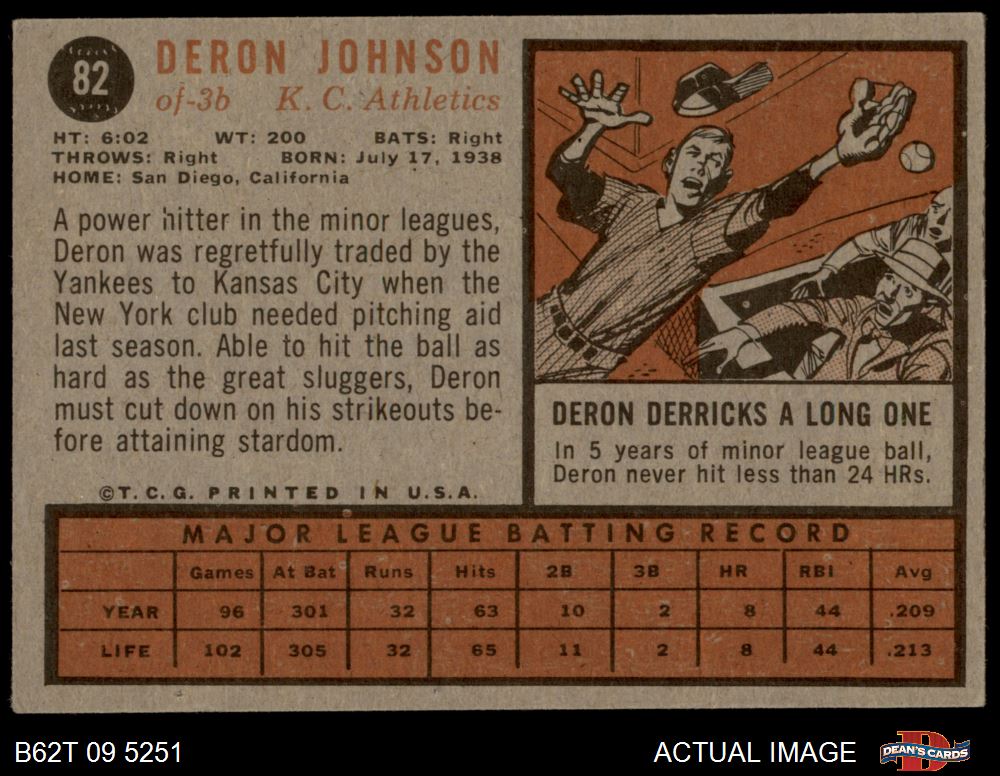 82
DERON JOHNSON
of-3b K. C. Athletics
HT: 6:02 WT: 200 BATS: Right
THROWS: Right BORN: July 17, 1938
HOME: San Diego, California
A power hitter in the minor leagues,
Deron was regretfully traded by the
Yankees to Kansas City when the
New York club needed pitching aid
last season. Able to hit the ball as
hard as the great sluggers, Deron
must cut down on his strikeouts be-
fore attaining stardom.
©T. C. G. PRINTED IN U. S. A.
DERON DERRICKS A LONG ONE
In 5 years of minor league ball,
Deron never hit less than 24 HRs.
MAJOR LEAGUE BATTING RECORD
Games At Bat Runs Hits 2B 3B HR RBI Avg
YEAR 96 301 32 63 10 2 8 44 .209
LIFE 102 305 32 65 11 2 8 44 .213
B62T 09 5251
ACTUAL IMAGE
D
DEAN'S CARDS